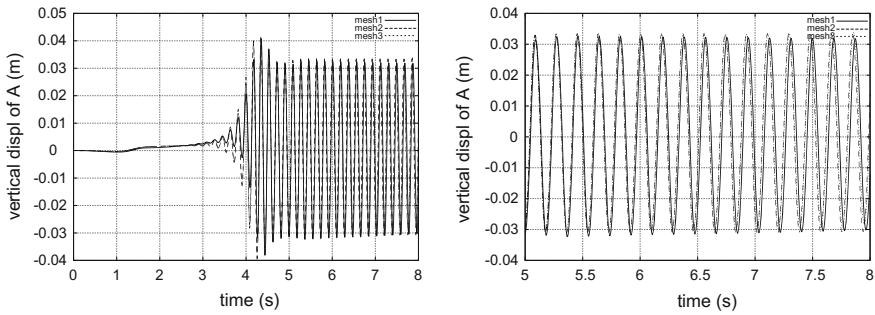 vertical displ of A (m)
0.05
0.04
0.03
0.02
0.01
0
-0.01
-0.02
-0.03
-0.04
0 1 2 3 4 5 6 7 8
time (s)
mesh1
mesh2
mesh3
vertical displ of A (m)
0.04
0.03
0.02
0.01
0
-0.01
-0.02
-0.03
-0.04
5 5.5 6 6.5 7 7.5 8
time (s)
mesh1
mesh2
mesh3